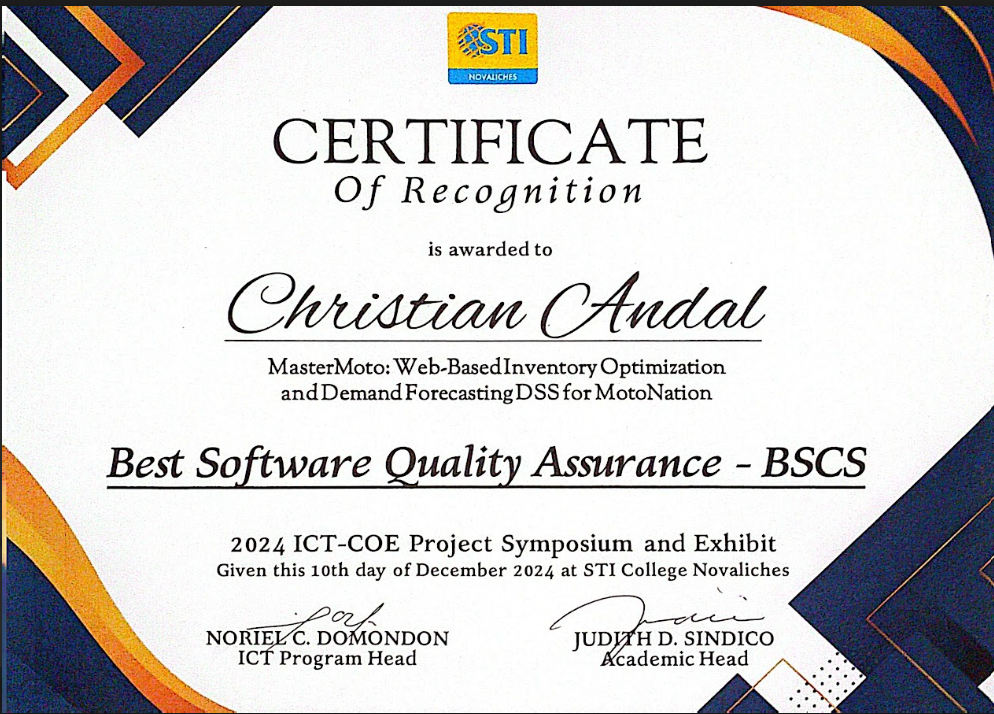 STI
NOVALICHES
CERTIFICATE
Of Recognition
is awarded to
Christian Andal
MasterMoto: Web-Based Inventory Optimization
and Demand Forecasting DSS for MotoNation
Best Software Quality Assurance - BSCS
2024 ICT-COE Project Symposium and Exhibit
Given this 10th day of December 2024 at STI College Novaliches
NORIEL C. DOMONDON
ICT Program Head
JUDITH D. SINDICO
Academic Head